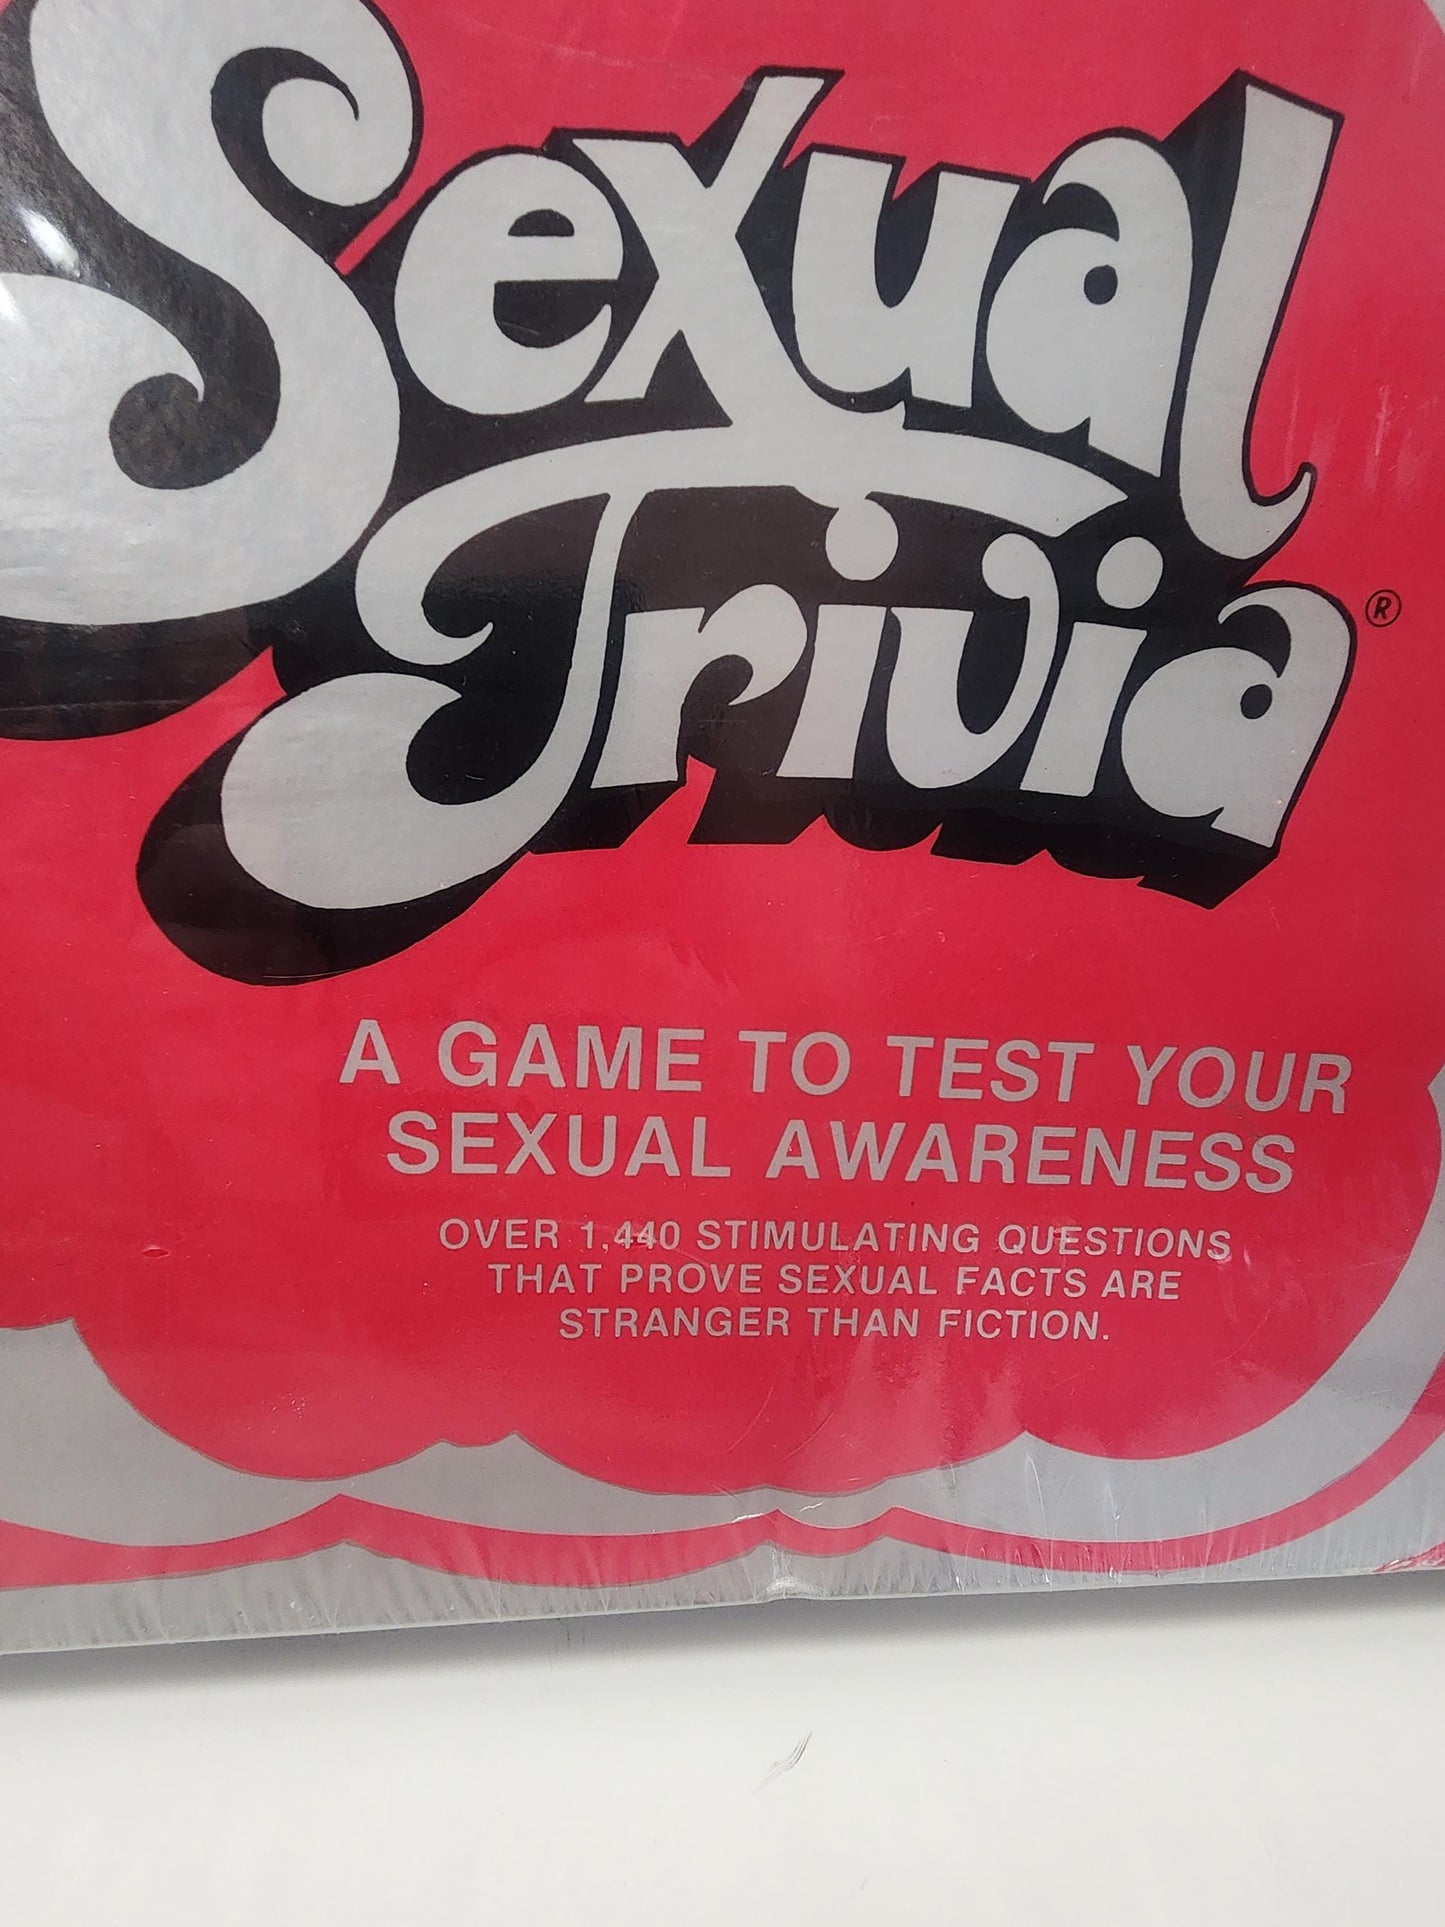 Sexual
Trivia ®
A GAME TO TEST YOUR
SEXUAL AWARENESS
OVER 1,440 STIMULATING QUESTIONS
THAT PROVE SEXUAL FACTS ARE
STRANGER THAN FICTION.